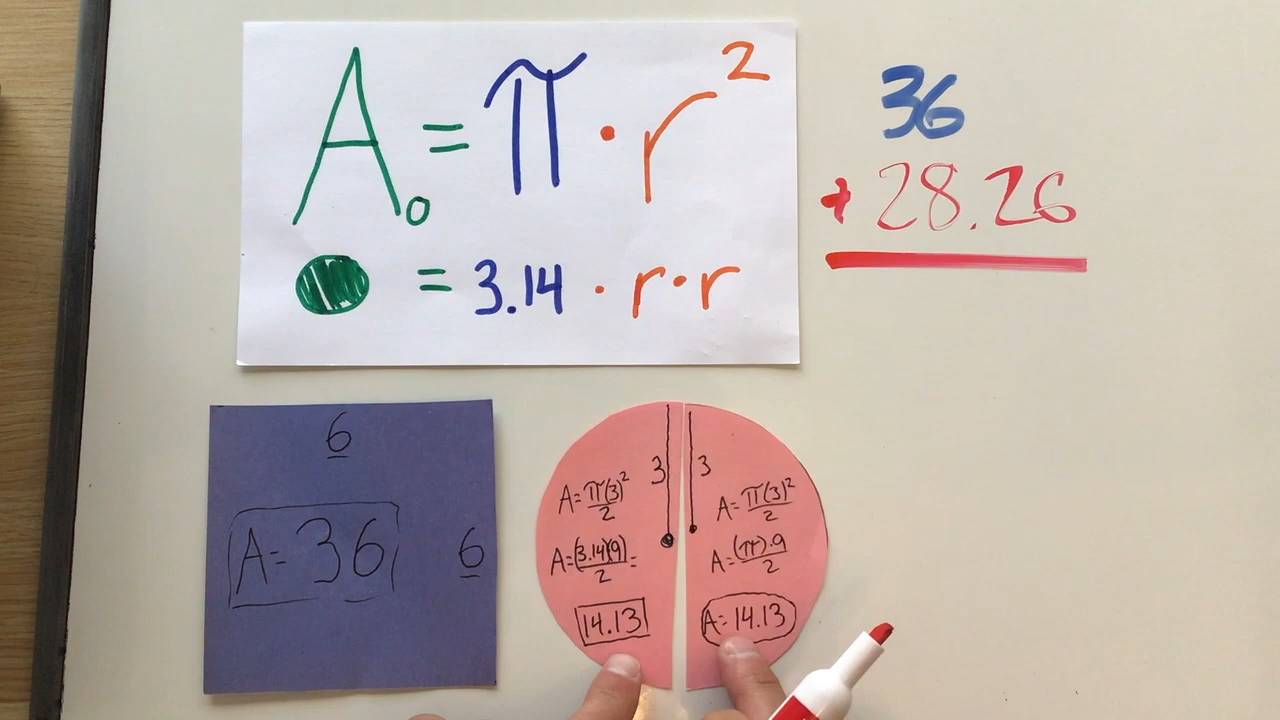 A○ = π · r²
= 3.14 · r · r
36
+ 28.26
6
A = 36
6
3
A = π(3)²/2
A = (3.14)(9)/2 =
14.13
3
A = π(3)²/2
A = (π)·9/2
A = 14.13